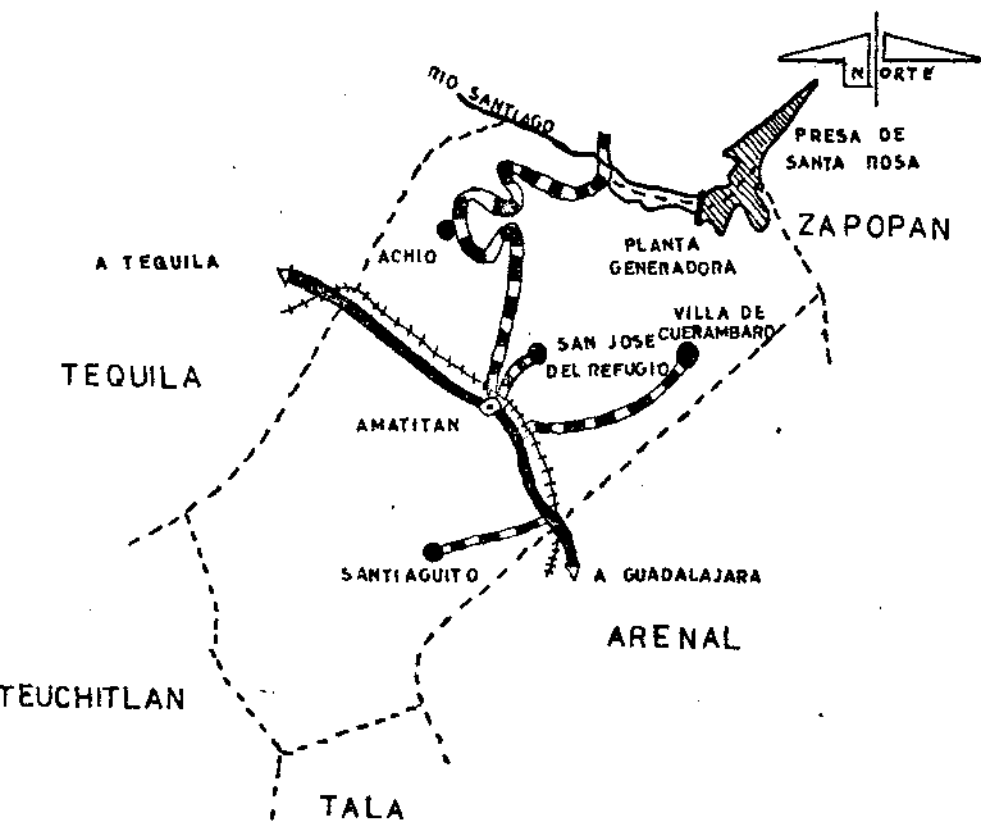 NORTE
RIO SANTIAGO
PRESA DE
SANTA ROSA
ZAPOPAN
ACHIO
PLANTA
GENERADORA
A TEQUILA
VILLA DE
CUERAMBARO
SAN JOSE
DEL REFUGIO
TEQUILA
AMATITAN
SANTIAGUITO
A GUADALAJARA
ARENAL
TEUCHITLAN
TALA